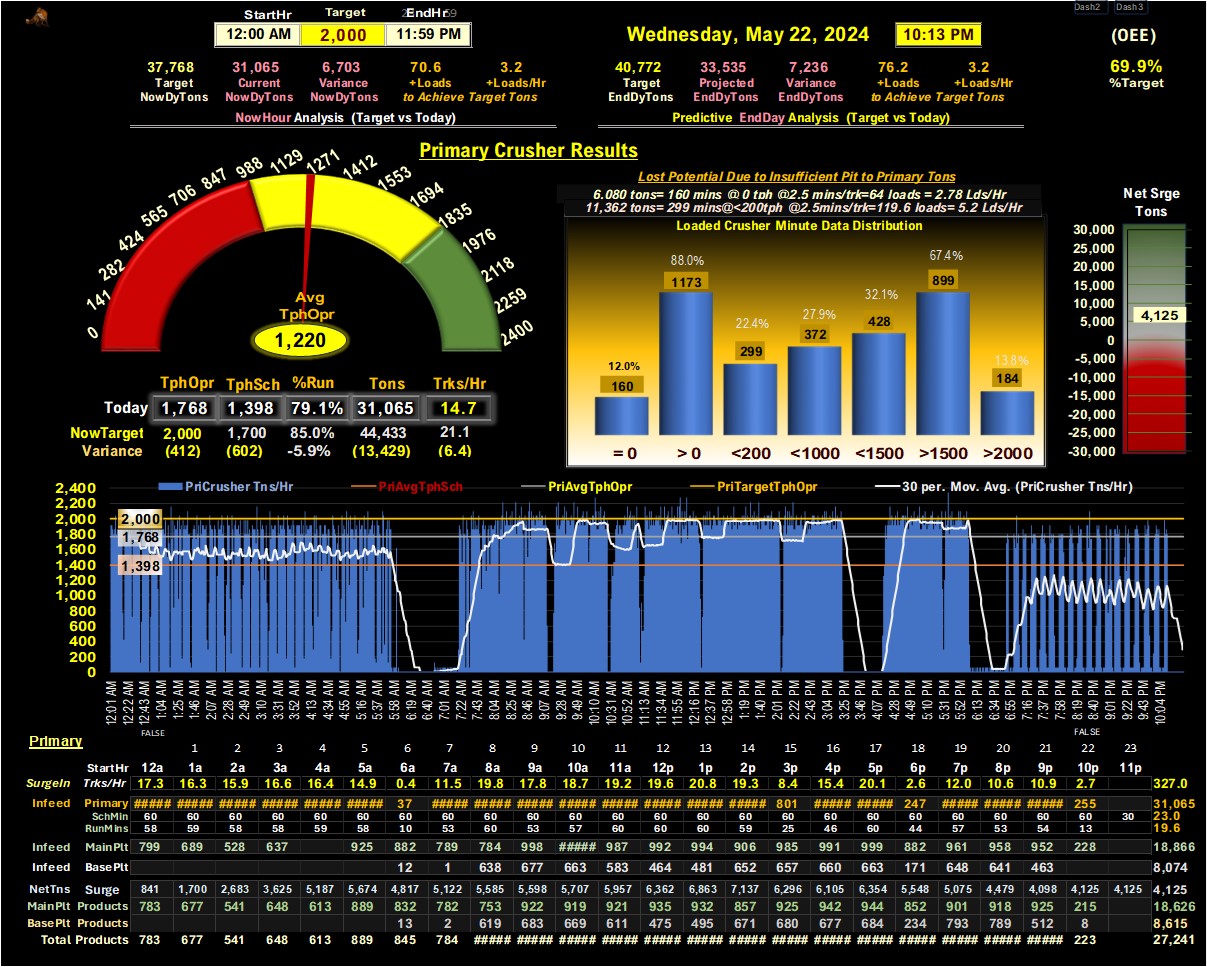 Dash2 Dash3
StartHr Target EndHr
12:00 AM 2,000 11:59 PM
Wednesday, May 22, 2024 10:13 PM
(OEE)
37,768 31,065 6,703 70.6 3.2
Target Current Variance +Loads +Loads/Hr
NowDyTons NowDyTons NowDyTons to Achieve Target Tons
NowHour Analysis (Target vs Today)
40,772 33,535 7,236 76.2 3.2
Target Projected Variance +Loads +Loads/Hr
EndDyTons EndDyTons EndDyTons to Achieve Target Tons
Predictive EndDay Analysis (Target vs Today)
69.9%
%Target
Primary Crusher Results
0 141 282 424 565 706 847 988 1129 1271 1412 1553 1694 1835 1976 2118 2259 2400
Avg
TphOpr
1,220
TphOpr TphSch %Run Tons Trks/Hr
Today 1,768 1,398 79.1% 31,065 14.7
NowTarget 2,000 1,700 85.0% 44,433 21.1
Variance (412) (602) -5.9% (13,429) (6.4)
Lost Potential Due to Insufficient Pit to Primary Tons
6.080 tons= 160 mins @ 0 tph @2.5 mins/trk=64 loads = 2.78 Lds/Hr
11,362 tons= 299 mins@<200tph @2.5mins/trk=119.6 loads= 5.2 Lds/Hr
Loaded Crusher Minute Data Distribution
12.0% 88.0% 22.4% 27.9% 32.1% 67.4% 13.8%
160 1173 299 372 428 899 184
= 0 > 0 <200 <1000 <1500 >1500 >2000
Net Srge
Tons
30,000
25,000
20,000
15,000
10,000
5,000
0
-5,000
-10,000
-15,000
-20,000
-25,000
-30,000
4,125
PriCrusher Tns/Hr PriAvgTphSch PriAvgTphOpr PriTargetTphOpr 30 per. Mov. Avg. (PriCrusher Tns/Hr)
2,400
2,200
2,000
1,800
1,600
1,400
1,200
1,000
800
600
400
200
0
2,000
1,768
1,398
12:01 AM 12:22 AM 12:43 AM 1:04 AM 1:25 AM 1:46 AM 2:07 AM 2:28 AM 2:49 AM 3:10 AM 3:31 AM 3:52 AM 4:13 AM 4:34 AM 4:55 AM 5:16 AM 5:37 AM 5:58 AM 6:19 AM 6:40 AM 7:01 AM 7:22 AM 7:43 AM 8:04 AM 8:25 AM 8:46 AM 9:07 AM 9:28 AM 9:49 AM 10:10 AM 10:31 AM 10:52 AM 11:13 AM 11:34 AM 11:55 AM 12:16 PM 12:37 PM 12:58 PM 1:19 PM 1:40 PM 2:01 PM 2:22 PM 2:43 PM 3:04 PM 3:25 PM 3:46 PM 4:07 PM 4:28 PM 4:49 PM 5:10 PM 5:31 PM 5:52 PM 6:13 PM 6:34 PM 6:55 PM 7:16 PM 7:37 PM 7:58 PM 8:19 PM 8:40 PM 9:01 PM 9:22 PM 9:43 PM 10:04 PM
FALSE FALSE
Primary
1 2 3 4 5 6 7 8 9 10 11 12 13 14 15 16 17 18 19 20 21 22 23
StartHr 12a 1a 2a 3a 4a 5a 6a 7a 8a 9a 10a 11a 12p 1p 2p 3p 4p 5p 6p 7p 8p 9p 10p 11p
SurgeIn Trks/Hr 17.3 16.3 15.9 16.6 16.4 14.9 0.4 11.5 19.8 17.8 18.7 19.2 19.6 20.8 19.3 8.4 15.4 20.1 2.6 12.0 10.6 10.9 2.7 327.0
Infeed Primary ##### ##### ##### ##### ##### ##### 37 ##### ##### ##### ##### ##### ##### ##### ##### 801 ##### ##### 247 ##### ##### ##### 255 31,065
SchMin 60 60 60 60 60 60 60 60 60 60 60 60 60 60 60 60 60 60 60 60 60 60 60 30 23.0
RunMins 58 59 58 58 59 58 10 53 60 53 57 60 60 60 59 25 46 60 44 57 53 54 13 19.6
Infeed MainPlt 799 689 528 637 925 882 789 784 998 ##### 987 992 994 906 985 991 999 882 961 958 952 228 18,866
Infeed BasePlt 12 1 638 677 663 583 464 481 652 657 660 663 171 648 641 463 8,074
NetTns Surge 841 1,700 2,683 3,625 5,187 5,674 4,817 5,122 5,585 5,598 5,707 5,957 6,362 6,863 7,137 6,296 6,105 6,354 5,548 5,075 4,479 4,098 4,125 4,125 4,125
MainPlt Products 783 677 541 648 613 889 832 782 753 922 919 921 935 932 857 925 942 944 852 901 918 925 215 18,626
BasePlt Products 13 2 619 683 669 611 475 495 671 680 677 684 234 793 789 512 8 8,615
Total Products 783 677 541 648 613 889 845 784 ##### ##### ##### ##### ##### ##### ##### ##### ##### ##### ##### ##### ##### ##### 223 27,241